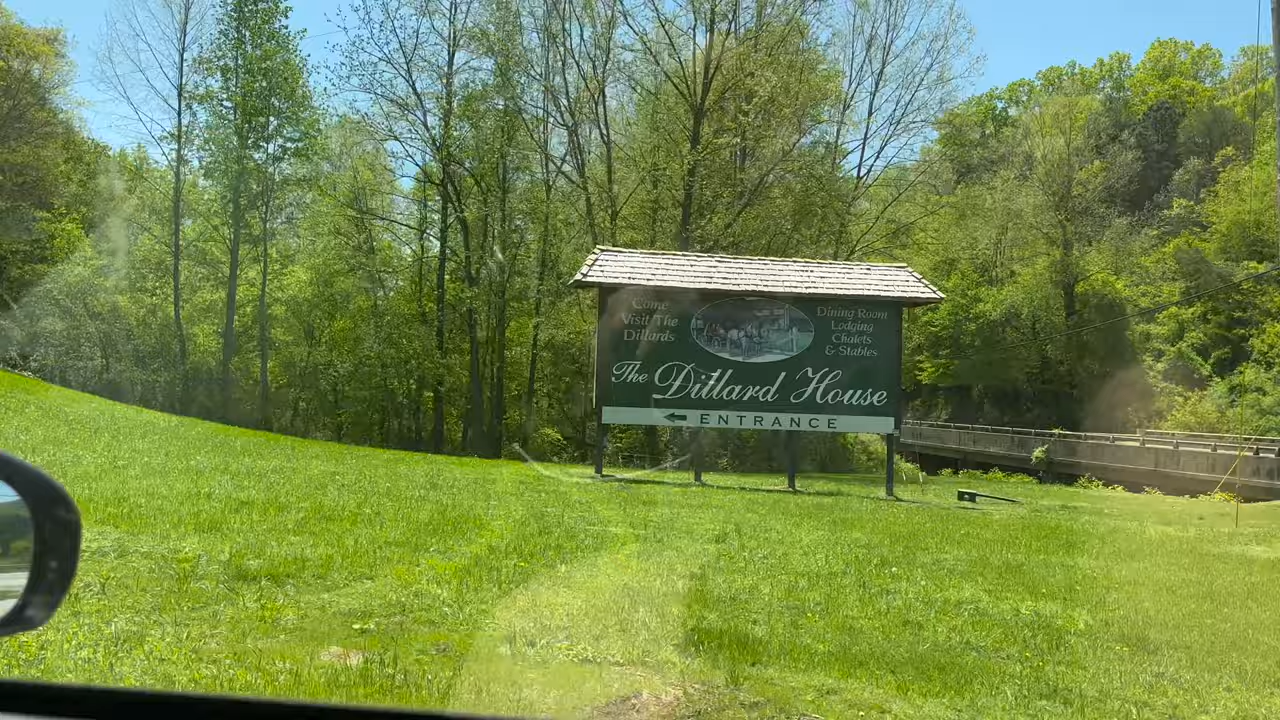 Come
Visit The
Dillards
Dining Room
Lodging
Chalets
& Stables
The Dillard House
ENTRANCE